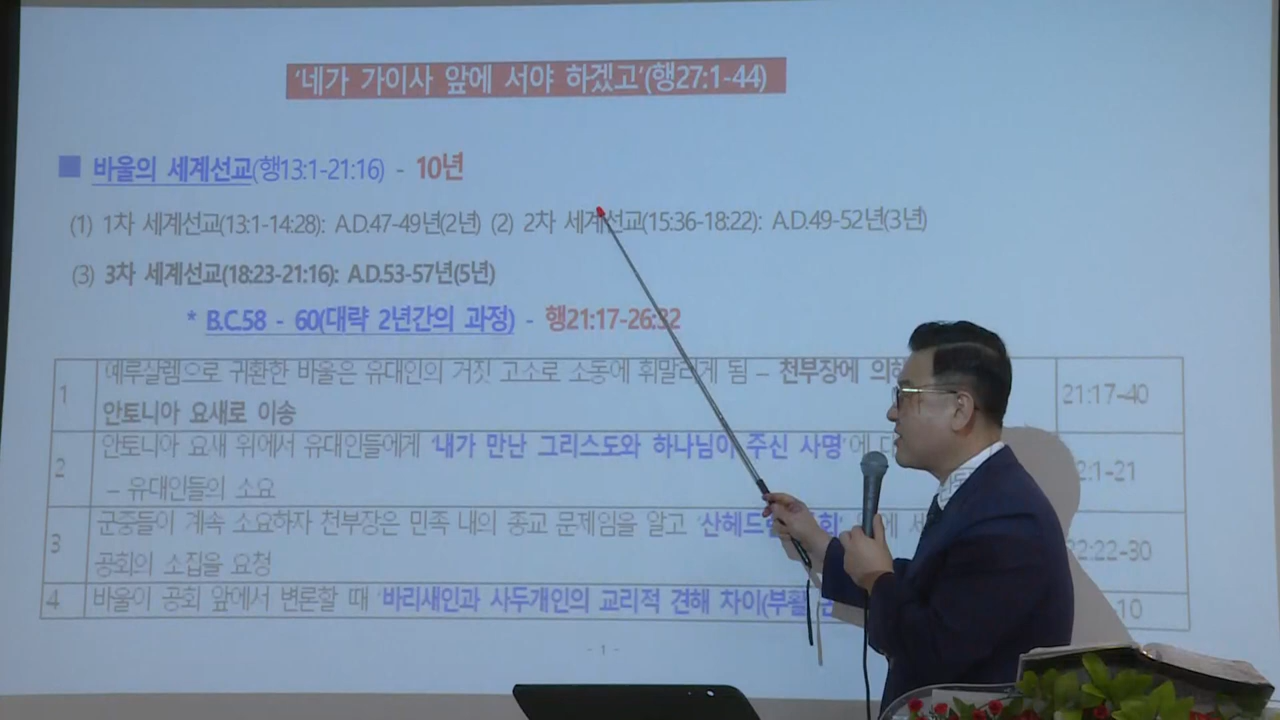 ‘네가 가이사 앞에 서야 하겠고’(행27:1-44)
■ 바울의 세계선교(행13:1-21:16) - 10년
(1) 1차 세계선교(13:1-14:28): A.D.47-49년(2년) (2) 2차 세계선교(15:36-18:22): A.D.49-52년(3년)
(3) 3차 세계선교(18:23-21:16): A.D.53-57년(5년)
* B.C.58 - 60(대략 2년간의 과정) - 행21:17-26:32
1 예루살렘으로 귀환한 바울은 유대인의 거짓 고소로 소동에 휘말리게 됨 – 천부장에 의해 21:17-40
안토니아 요새로 이송
2 안토니아 요새 위에서 유대인들에게 ‘내가 만난 그리스도와 하나님이 주신 사명’에 2:1-21
– 유대인들의 소요
3 군중들이 계속 소요하자 천부장은 민족 내의 종교 문제임을 알고 22:22-30
공회의 소집을 요청
4 바울이 공회 앞에서 변론할 때 ‘바리새인과 사두개인의 교리적 견해 차이(부활 10
- 1 -